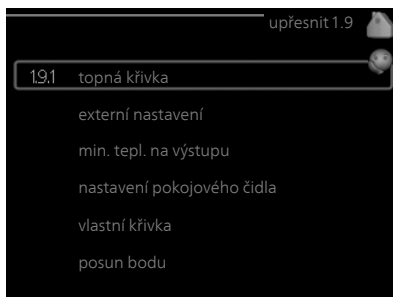 upřesnit 1.9
1.9.1 topná křivka
externí nastavení
min. tepl. na výstupu
nastavení pokojového čidla
vlastní křivka
posun bodu